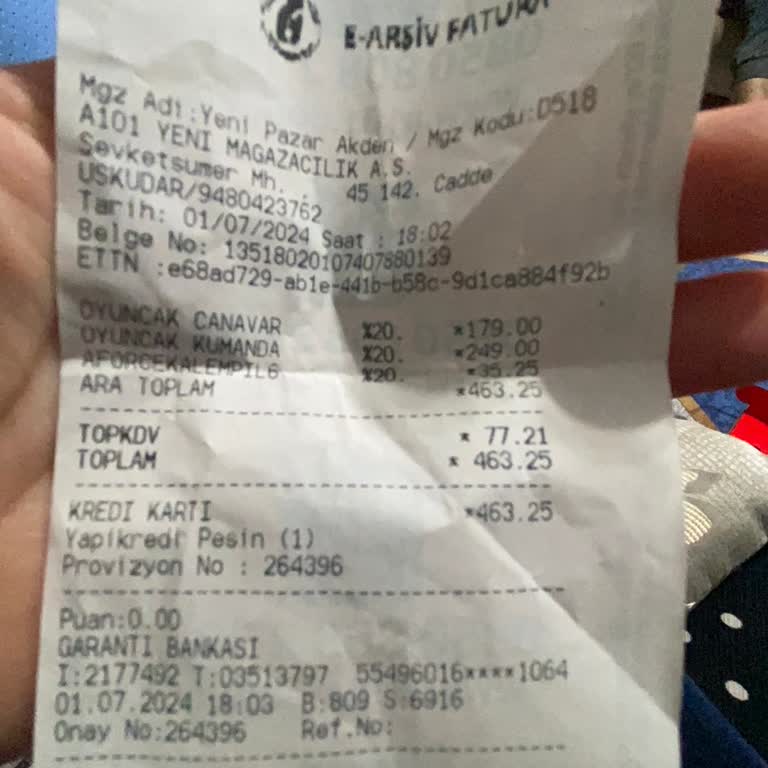 E-ARŞİV FATURA
Mgz Adi:Yeni Pazar Akden / Mgz Kodu:D518
A101 YENI MAGAZACILIK A.S.
Sevketsumer Mh. . 45 142. Cadde
USKUDAR/9480423762
Tarih: 01/07/2024 Saat : 18:02
Belge No: 13518020107407880139
ETTN :e68ad729-ab1e-441b-b58c-9d1ca884f92b
OYUNCAK CANAVAR %20. *179.00
OYUNCAK KUMANDA %20. *249.00
AFORCEKALEMPIL6 %20. *35.25
ARA TOPLAM *463.25
TOPKDV * 77.21
TOPLAM * 463.25
KREDI KARTI *463.25
Yapikredi Pesin (1)
Provizyon No : 264396
Puan:0.00
GARANTI BANKASI
I:2177492 T:03513797 55496016****1064
01.07.2024 18:03 B:809 S:6916
Onay No:264396 Ref.No: